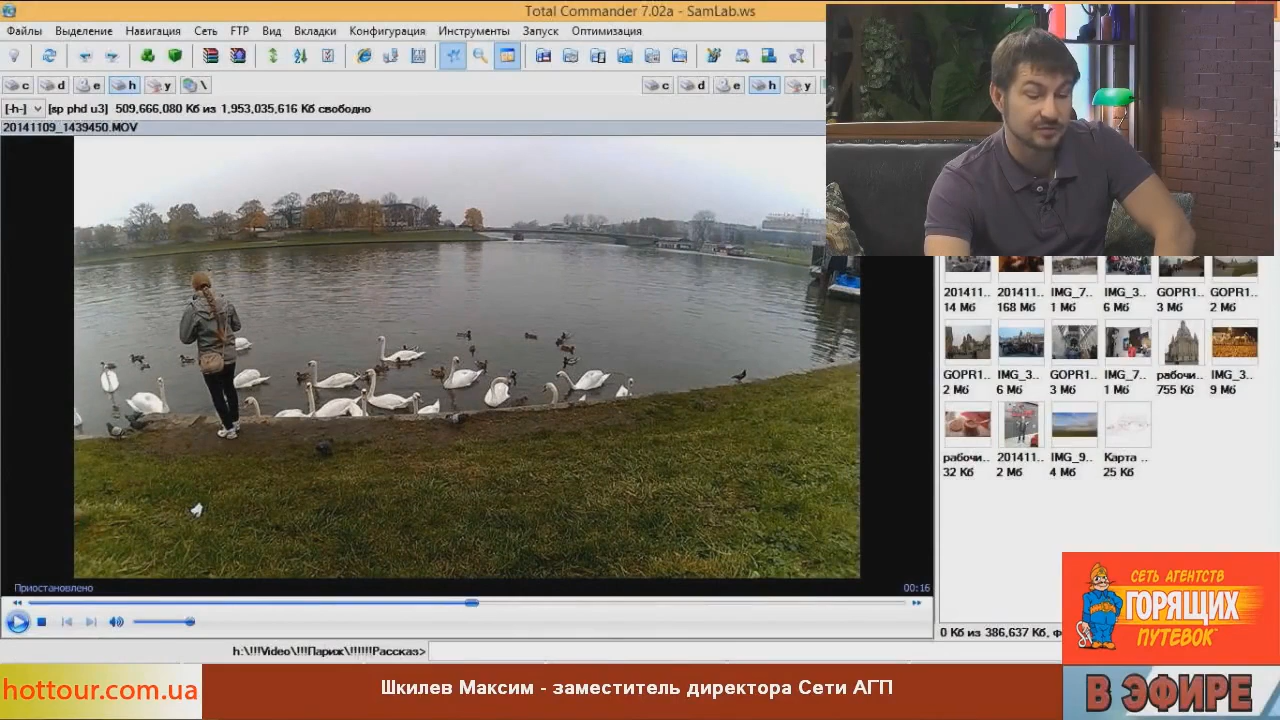 Total Commander 7.02a - SamLab.ws
Файлы Выделение Навигация Сеть FTP Вид Вкладки Конфигурация Инструменты Запуск Оптимизация
c d e h y \
c d e h y
[-h-] [sp phd u3] 509,666,080 Кб из 1,953,035,616 Кб свободно
20141109_1439450.MOV
201411.. 201411.. IMG_7.. IMG_3.. GOPR1.. GOPR1..
14 Мб 168 Мб 1 Мб 6 Мб 3 Мб 2 Мб
GOPR1.. IMG_3.. GOPR1.. IMG_7.. рабочи.. IMG_3..
2 Мб 6 Мб 3 Мб 1 Мб 755 Кб 9 Мб
рабочи.. 201411.. IMG_9.. Карта ..
32 Кб 2 Мб 4 Мб 25 Кб
Приостановлено 00:16
0 Кб из 386,637 Кб, ф
h:\!!!Video\!!!Париж\!!!!!!Рассказ>
СЕТЬ АГЕНТСТВ
ГОРЯЩИХ
ПУТЕВОК
hottour.com.ua
Шкилев Максим - заместитель директора Сети АГП
В ЭФИРЕ